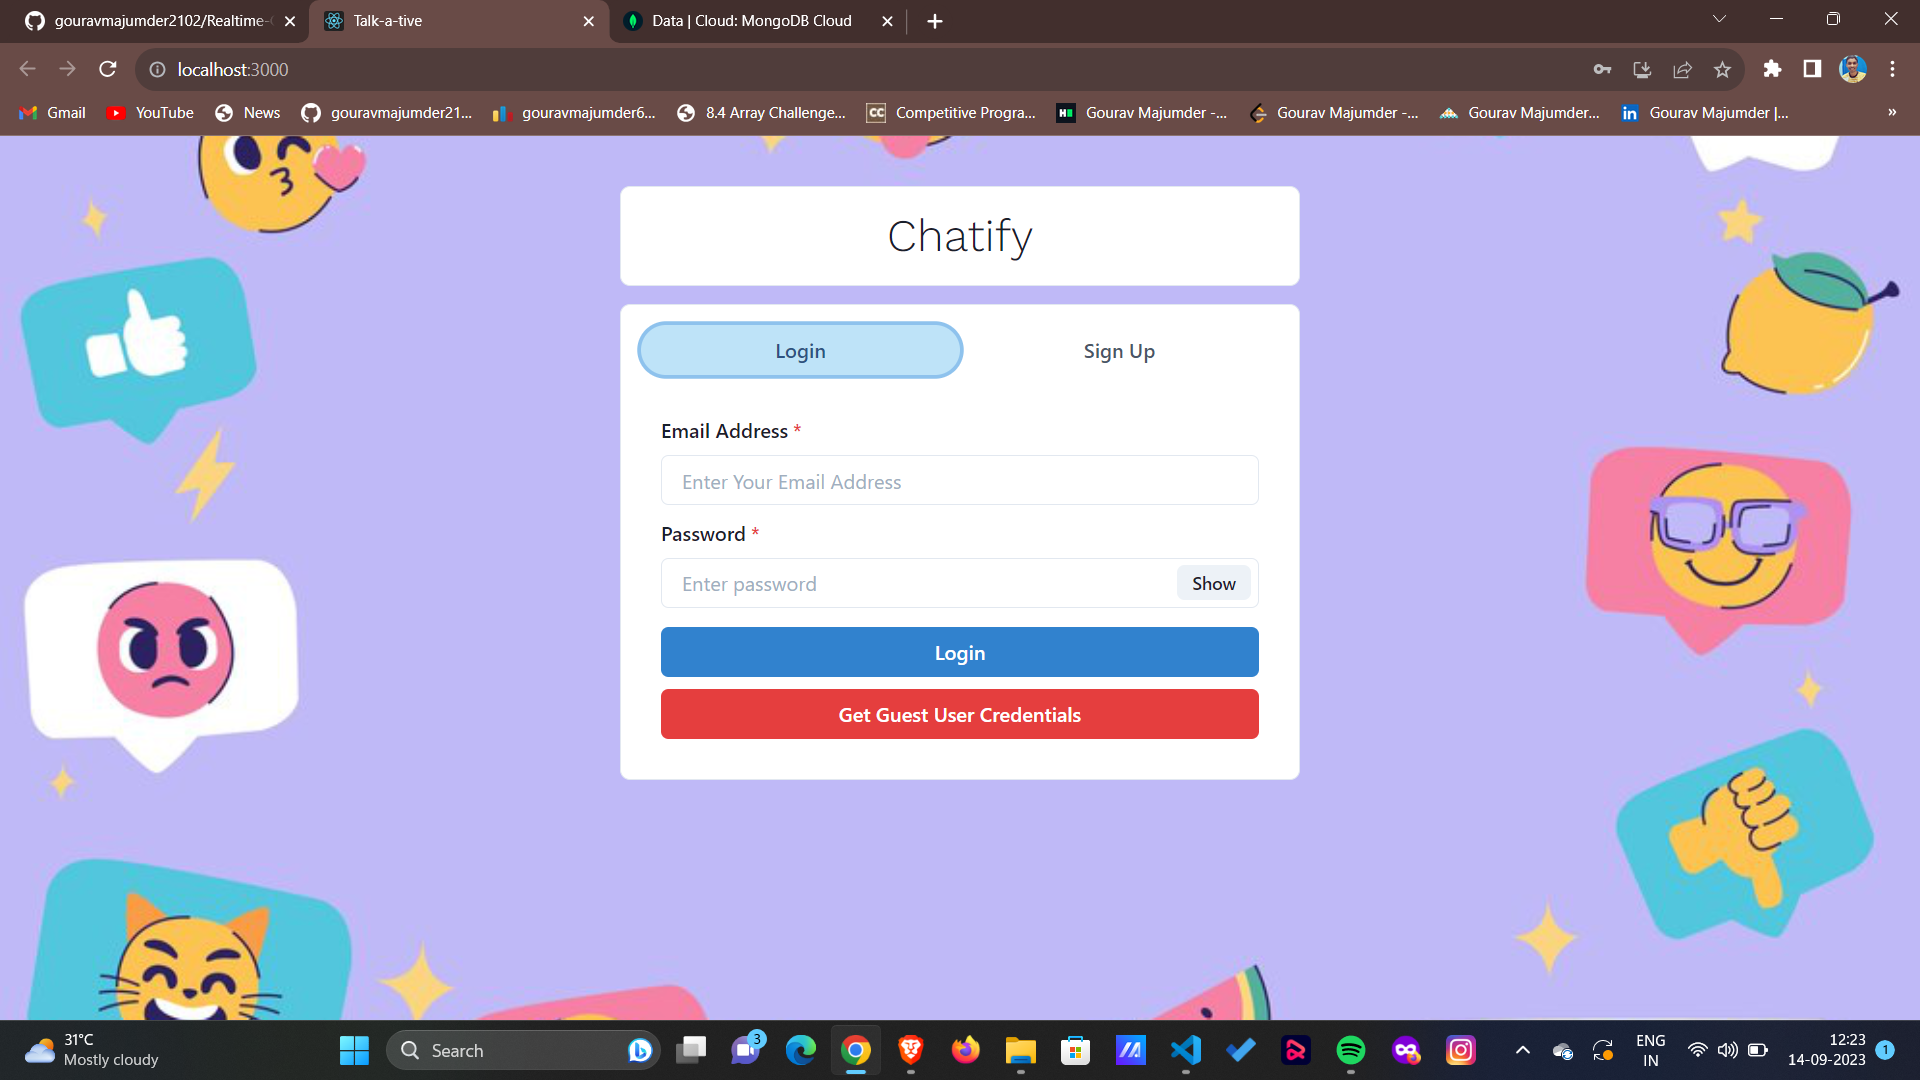 gouravmajumder2102/Realtime-
Talk-a-tive
Data | Cloud: MongoDB Cloud
localhost:3000
Gmail
YouTube
News
gouravmajumder21...
gouravmajumder6...
8.4 Array Challenge...
CC
Competitive Progra...
H
Gourav Majumder -...
Gourav Majumder -...
Gourav Majumder...
in
Gourav Majumder |...
»
Chatify
Login
Sign Up
Email Address *
Enter Your Email Address
Password *
Enter password
Show
Login
Get Guest User Credentials
31°C
Mostly cloudy
Search
3
ENG
IN
12:23
14-09-2023
1